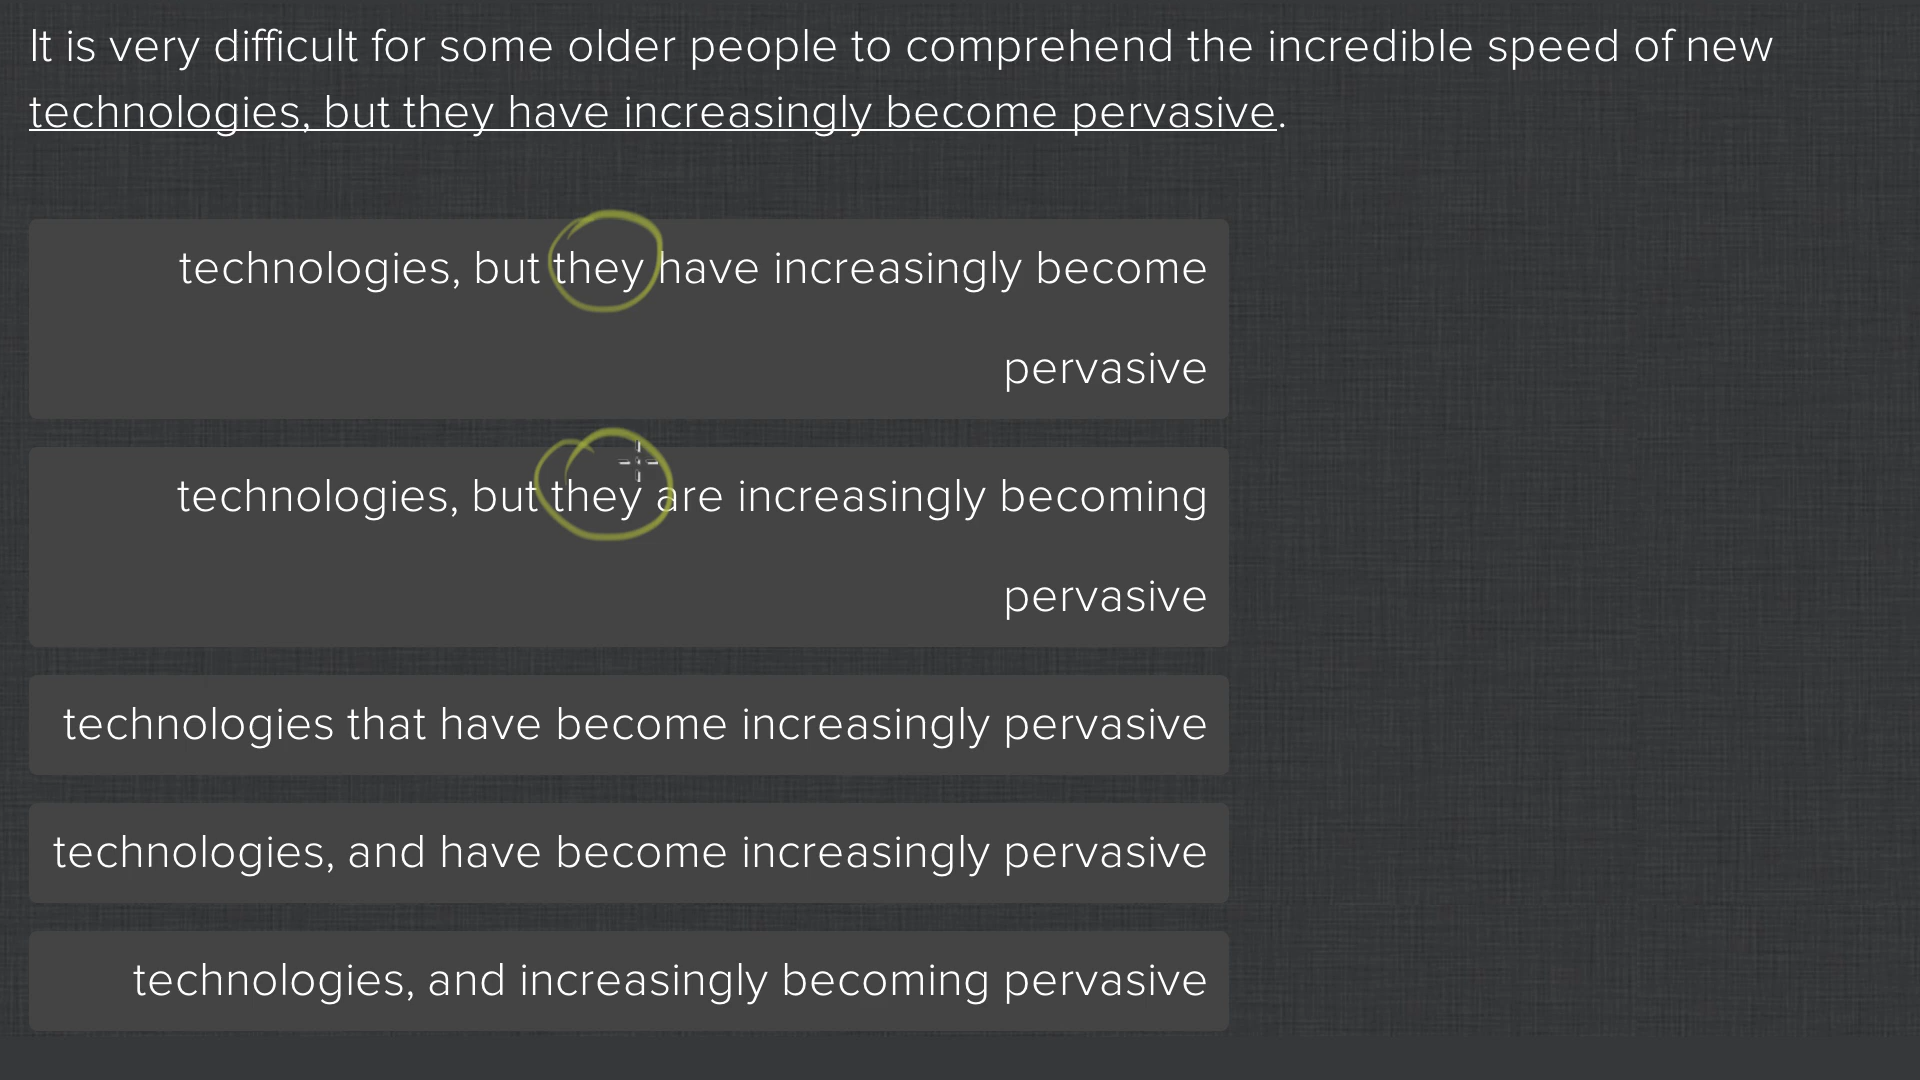 It is very difficult for some older people to comprehend the incredible speed of new
technologies, but they have increasingly become pervasive.
technologies, but they have increasingly become
pervasive
technologies, but they are increasingly becoming
pervasive
technologies that have become increasingly pervasive
technologies, and have become increasingly pervasive
technologies, and increasingly becoming pervasive